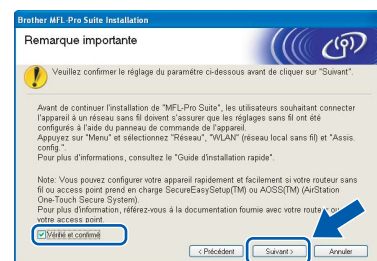 Brother MFL-Pro Suite Installation
Remarque importante
Veuillez confirmer le réglage du paramètre ci-dessous avant de cliquer sur "Suivant".
Avant de continuer l'installation de "MFL-Pro Suite", les utilisateurs souhaitant connecter
l'appareil à un réseau sans fil doivent s'assurer que les réglages sans fil ont été
configurés à l'aide du panneau de commande de l'appareil.
Appuyez sur "Menu" et sélectionnez "Réseau", "WLAN" (réseau local sans fil) et "Assis.
config.".
Pour plus d'informations, consultez le "Guide d'installation rapide".
Note: Vous pouvez configurer votre appareil rapidement et facilement si votre routeur sans
fil ou access point prend en charge SecureEasySetup(TM) ou AOSS(TM) (AirStation
One-Touch Secure System).
Pour plus d'information, référez-vous à la documentation fournie avec votre routeur ou
votre access point.
Vérifié et confirmé
< Précédent Suivant > Annuler